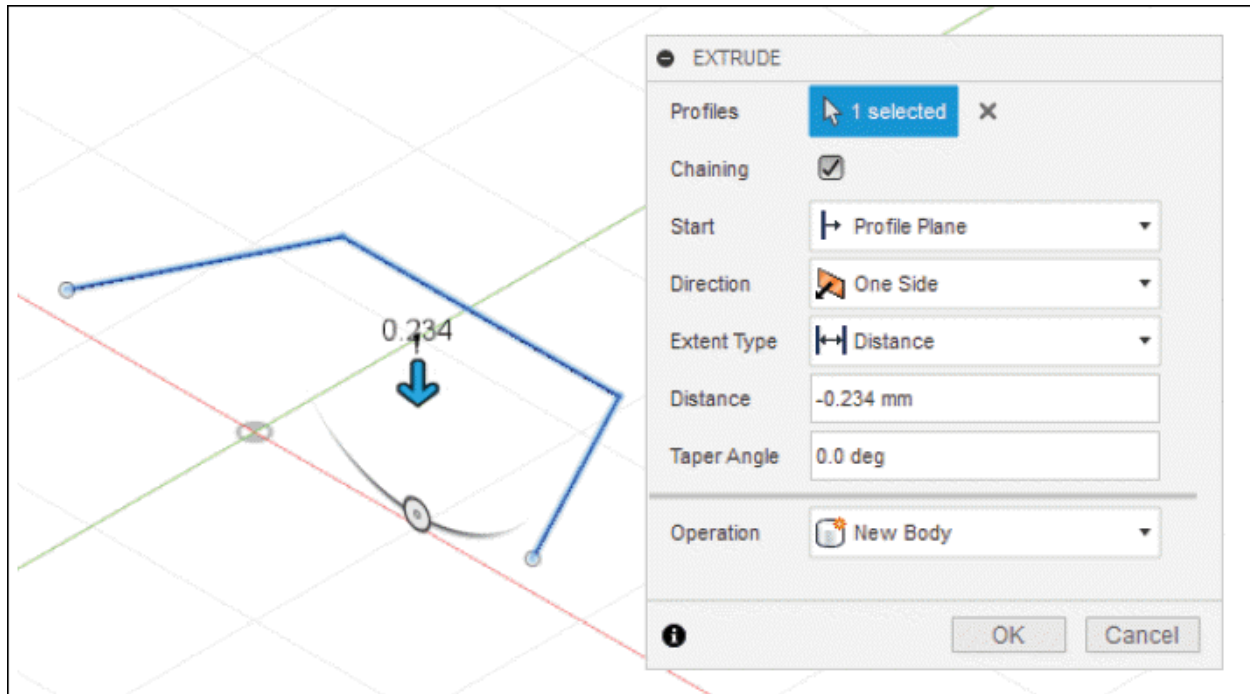 EXTRUDE
Profiles 1 selected
Chaining
Start Profile Plane
Direction One Side
0.234
Extent Type Distance
Distance -0.234 mm
Taper Angle 0.0 deg
Operation New Body
OK Cancel